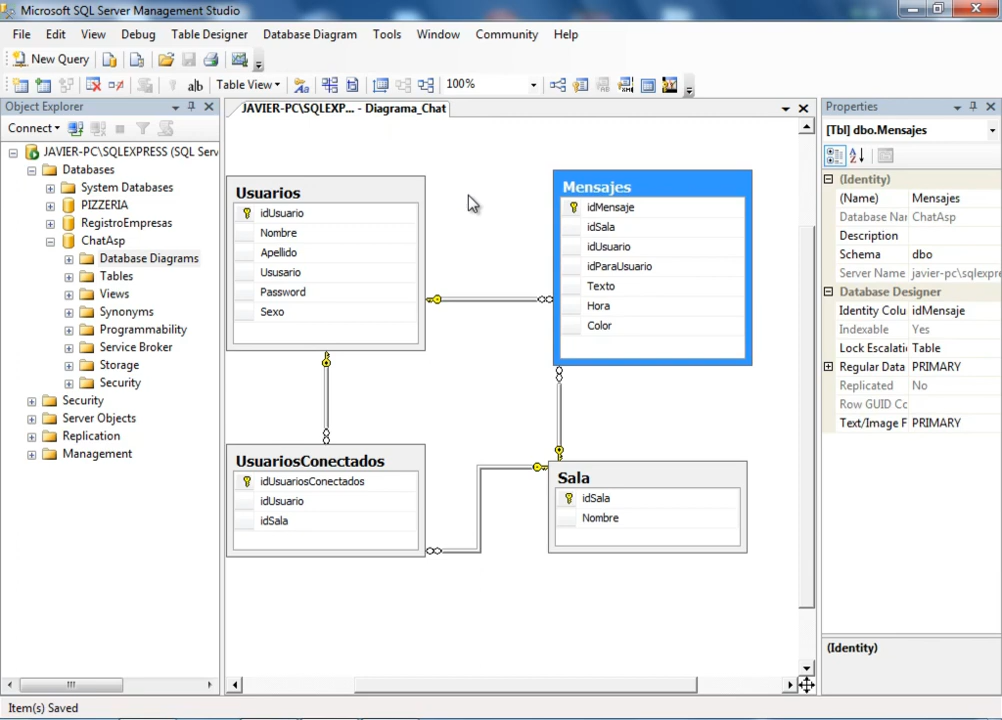 Microsoft SQL Server Management Studio
File Edit View Debug Table Designer Database Diagram Tools Window Community Help
New Query
ab| Table View 100%
Object Explorer
Connect
JAVIER-PC\SQLEXPRESS (SQL Serv
Databases
System Databases
PIZZERIA
RegistroEmpresas
ChatAsp
Database Diagrams
Tables
Views
Synonyms
Programmability
Service Broker
Storage
Security
Security
Server Objects
Replication
Management
JAVIER-PC\SQLEXP... - Diagrama_Chat
Usuarios
idUsuario
Nombre
Apellido
Ususario
Password
Sexo
Mensajes
idMensaje
idSala
idUsuario
idParaUsuario
Texto
Hora
Color
UsuariosConectados
idUsuariosConectados
idUsuario
idSala
Sala
idSala
Nombre
Properties
[Tbl] dbo.Mensajes
(Identity)
(Name) Mensajes
Database Nar ChatAsp
Description
Schema dbo
Server Name javier-pc\sqlexpre
Database Designer
Identity Colu idMensaje
Indexable Yes
Lock Escalati Table
Regular Data PRIMARY
Replicated No
Row GUID Cc
Text/Image F PRIMARY
(Identity)
Item(s) Saved